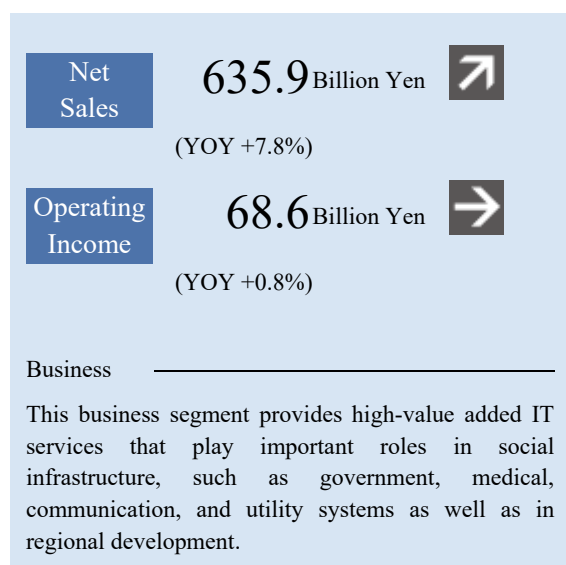 Net
Sales
635.9 Billion Yen
(YOY +7.8%)
Operating
Income
68.6 Billion Yen
(YOY +0.8%)
Business
This business segment provides high-value added IT
services that play important roles in social
infrastructure, such as government, medical,
communication, and utility systems as well as in
regional development.